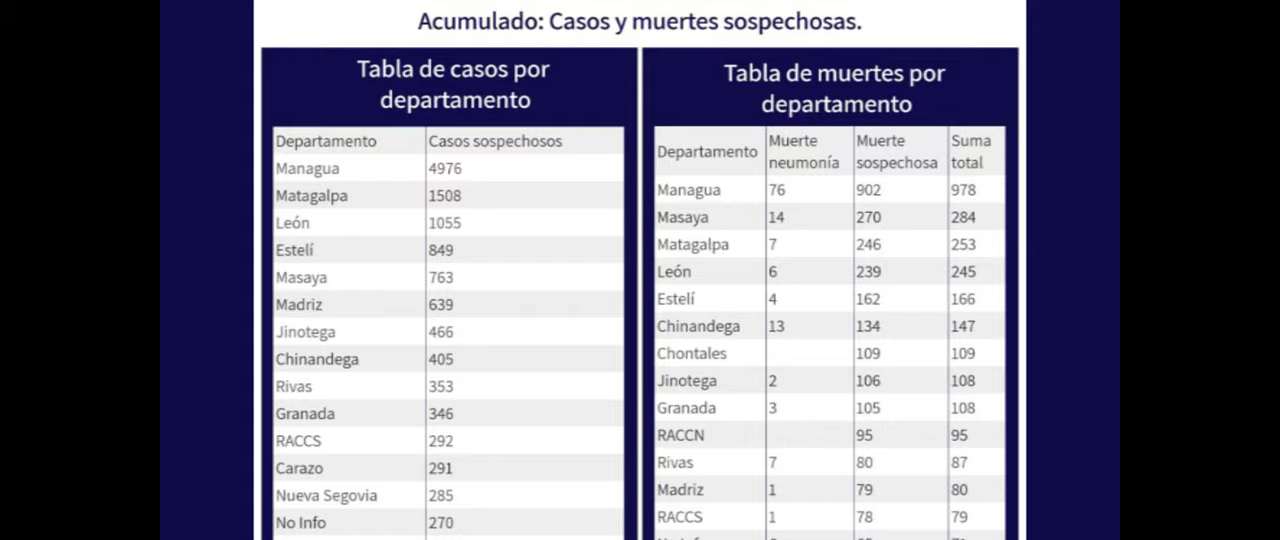 Acumulado: Casos y muertes sospechosas.
Tabla de casos por
departamento
Departamento Casos sospechosos
Managua 4976
Matagalpa 1508
León 1055
Estelí 849
Masaya 763
Madriz 639
Jinotega 466
Chinandega 405
Rivas 353
Granada 346
RACCS 292
Carazo 291
Nueva Segovia 285
No Info 270
Tabla de muertes por
departamento
Departamento Muerte neumonía Muerte sospechosa Suma total
Managua 76 902 978
Masaya 14 270 284
Matagalpa 7 246 253
León 6 239 245
Estelí 4 162 166
Chinandega 13 134 147
Chontales 109 109
Jinotega 2 106 108
Granada 3 105 108
RACCN 95 95
Rivas 7 80 87
Madriz 1 79 80
RACCS 1 78 79